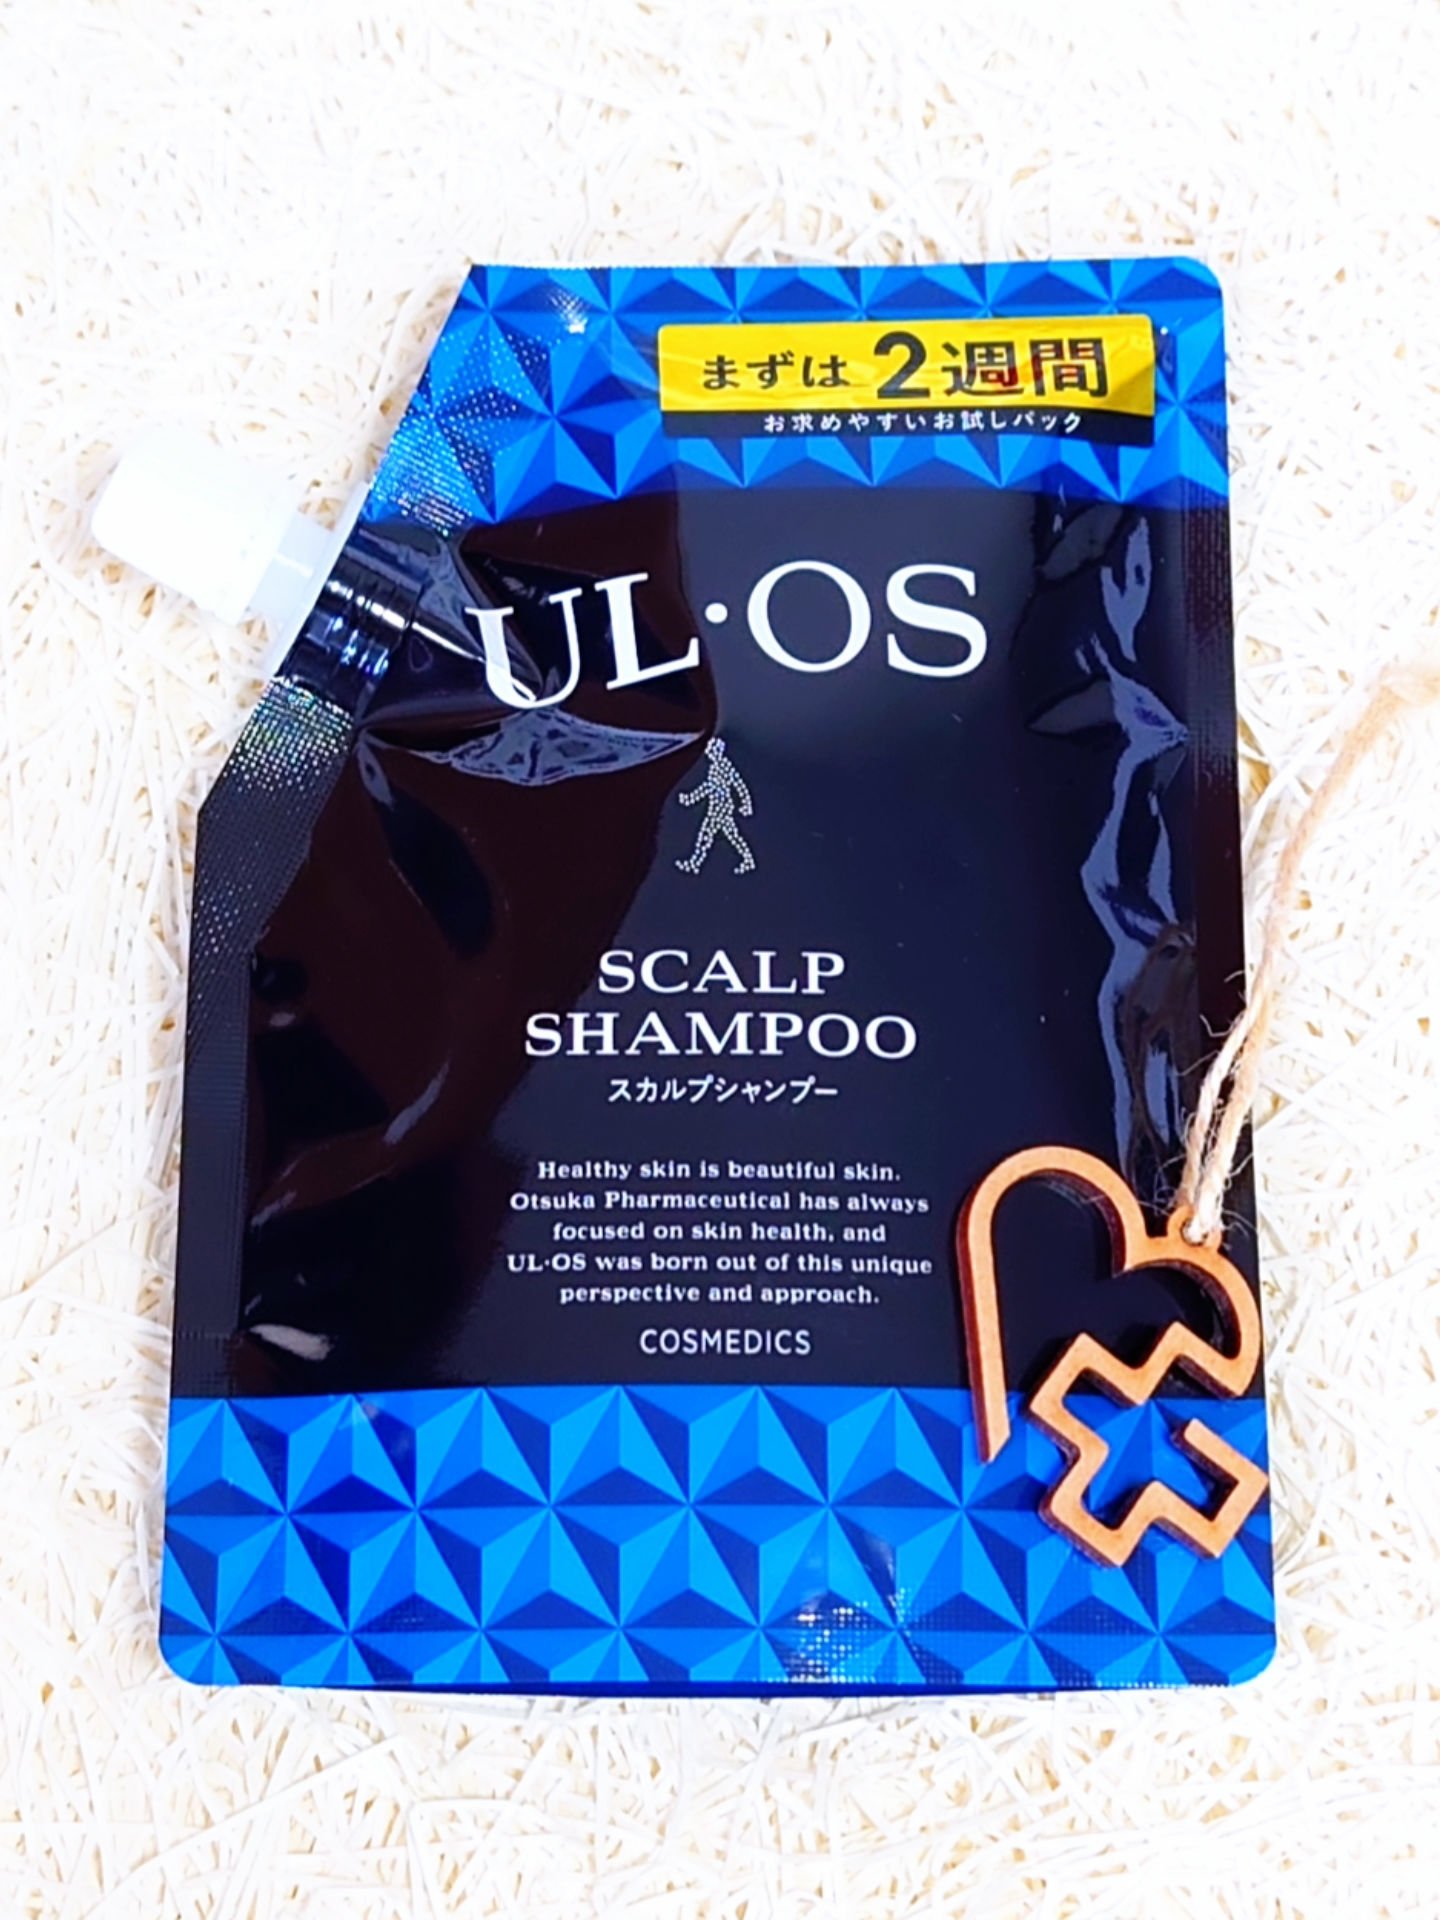 まずは 2週間
お求めやすいお試しパック
UL·OS
SCALP
SHAMPOO
スカルプシャンプー
Healthy skin is beautiful skin.
Otsuka Pharmaceutical has always
focused on skin health, and
UL·OS was born out of this unique
perspective and approach.
COSMEDICS